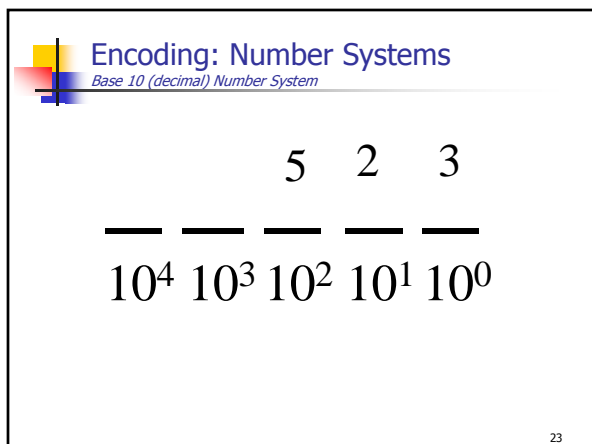 Encoding: Number Systems
Base 10 (decimal) Number System
5 2 3
10⁴ 10³ 10² 10¹ 10⁰
23